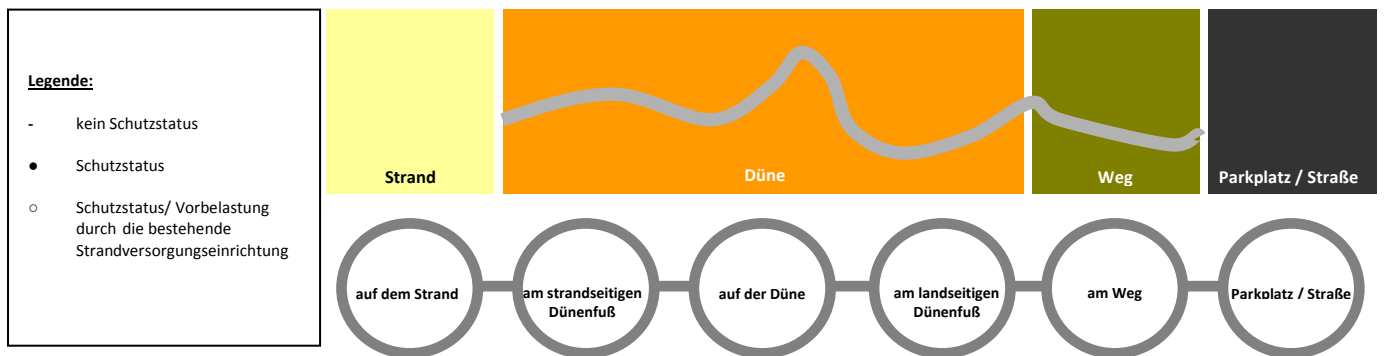 Legende:
- kein Schutzstatus
● Schutzstatus
○ Schutzstatus/ Vorbelastung
durch die bestehende
Strandversorgungseinrichtung
Strand
Düne
Weg
Parkplatz / Straße
auf dem Strand
am strandseitigen
Dünenfuß
auf der Düne
am landseitigen
Dünenfuß
am Weg
Parkplatz / Straße